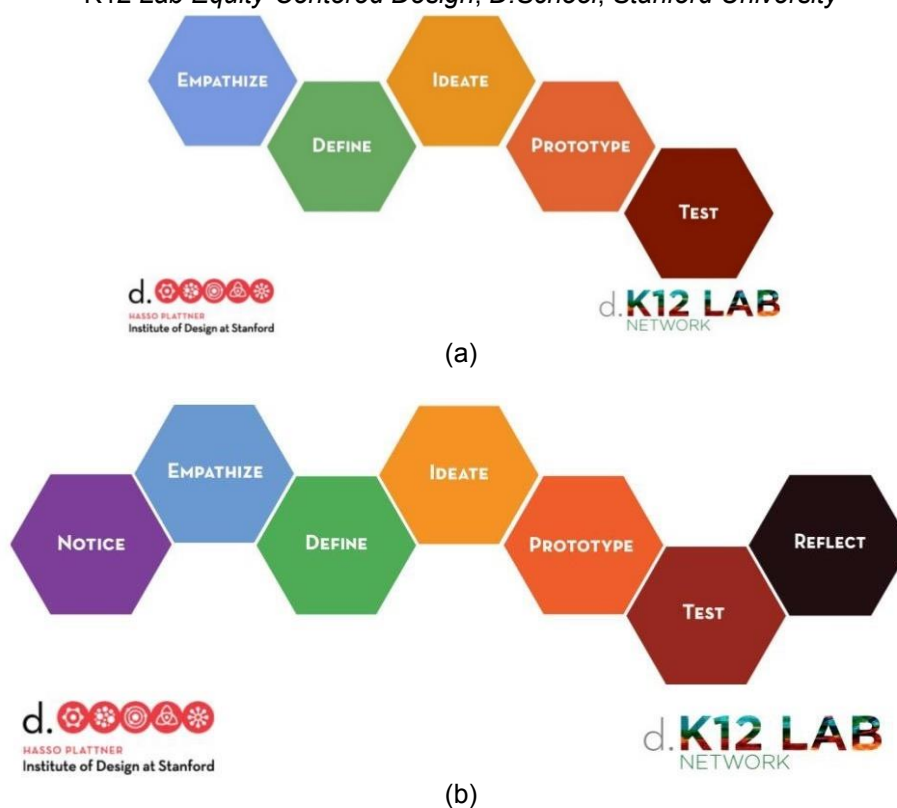 K12 Lab Equity-Centered Design, D.School, Stanford University
EMPATHIZE
IDEATE
DEFINE
PROTOTYPE
TEST
d.
HASSO PLATTNER
Institute of Design at Stanford
d.K12 LAB
NETWORK
(a)
EMPATHIZE
IDEATE
NOTICE
DEFINE
PROTOTYPE
REFLECT
TEST
d.
HASSO PLATTNER
Institute of Design at Stanford
d.K12 LAB
NETWORK
(b)